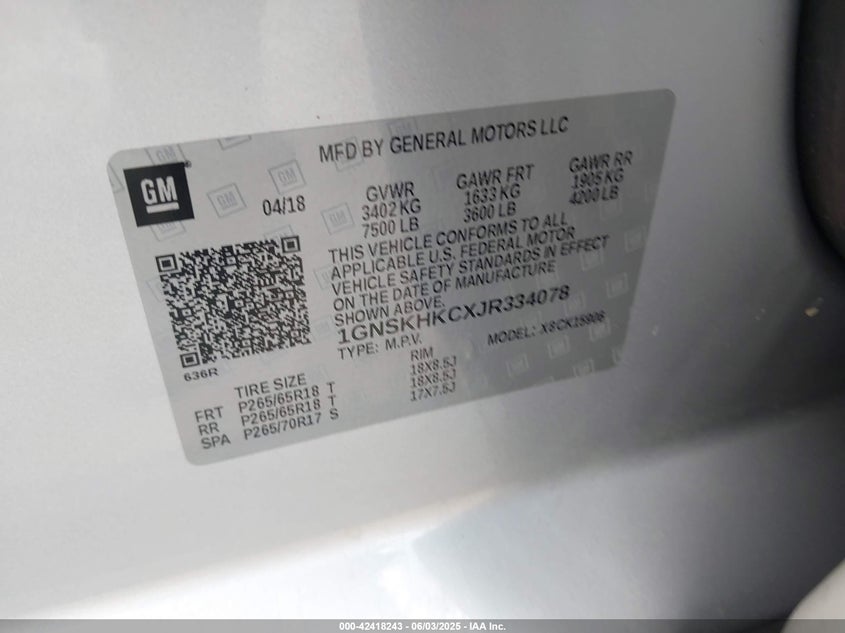 MFD BY GENERAL MOTORS LLC
GM
04/18
GVWR
3402 KG
7500 LB
GAWR FRT
1633 KG
3600 LB
GAWR RR
1905 KG
4200 LB
THIS VEHICLE CONFORMS TO ALL
APPLICABLE U.S. FEDERAL MOTOR
VEHICLE SAFETY STANDARDS IN EFFECT
ON THE DATE OF MANUFACTURE
SHOWN ABOVE.
1GNSKHKCXJR334078
TYPE: M.P.V. MODEL: X8CK15906
636R
TIRE SIZE RIM
FRT P265/65R18 T 18X8.5J
RR P265/65R18 T 18X8.5J
SPA P265/70R17 S 17X7.5J
000-42418243 - 06/03/2025 - IAA Inc.